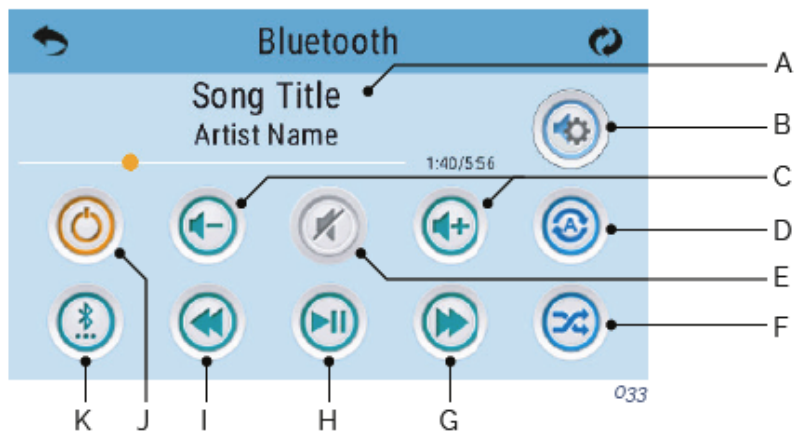 Bluetooth
A
Song Title
B
Artist Name
1:40/5:56
C
A
D
E
F
033
K
J
I
H
G